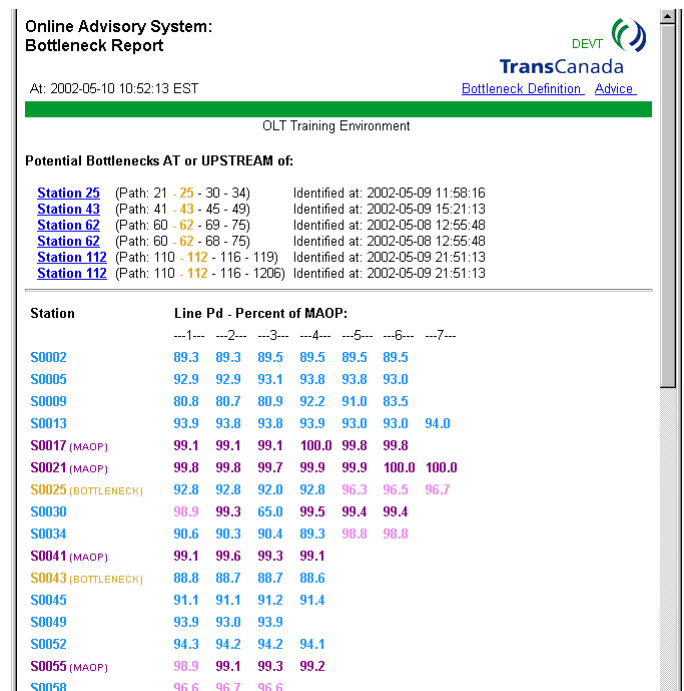 Online Advisory System:
Bottleneck Report
DEVT
TransCanada
At: 2002-05-10 10:52:13 EST
Bottleneck Definition Advice
OLT Training Environment
Potential Bottlenecks AT or UPSTREAM of:
Station 25 (Path: 21 - 25 - 30 - 34) Identified at: 2002-05-09 11:58:16
Station 43 (Path: 41 - 43 - 45 - 49) Identified at: 2002-05-09 15:21:13
Station 62 (Path: 60 - 62 - 69 - 75) Identified at: 2002-05-08 12:55:48
Station 62 (Path: 60 - 62 - 68 - 75) Identified at: 2002-05-08 12:55:48
Station 112 (Path: 110 - 112 - 116 - 119) Identified at: 2002-05-09 21:51:13
Station 112 (Path: 110 - 112 - 116 - 1206) Identified at: 2002-05-09 21:51:13
Station Line Pd - Percent of MAOP:
---1--- ---2--- ---3--- ---4--- ---5--- ---6--- ---7---
S0002 89.3 89.3 89.5 89.5 89.5 89.5
S0005 92.9 92.9 93.1 93.8 93.8 93.0
S0009 80.8 80.7 80.9 92.2 91.0 83.5
S0013 93.9 93.8 93.8 93.9 93.0 93.0 94.0
S0017 (MAOP) 99.1 99.1 99.1 100.0 99.8 99.8
S0021 (MAOP) 99.8 99.8 99.7 99.9 99.9 100.0 100.0
S0025 (BOTTLENECK) 92.8 92.8 92.0 92.8 96.3 96.5 96.7
S0030 98.9 99.3 65.0 99.5 99.4 99.4
S0034 90.6 90.3 90.4 89.3 98.8 98.8
S0041 (MAOP) 99.1 99.6 99.3 99.1
S0043 (BOTTLENECK) 88.8 88.7 88.7 88.6
S0045 91.1 91.1 91.2 91.4
S0049 93.9 93.0 93.9
S0052 94.3 94.2 94.2 94.1
S0055 (MAOP) 98.9 99.1 99.3 99.2
S0058 96.6 96.7 96.6